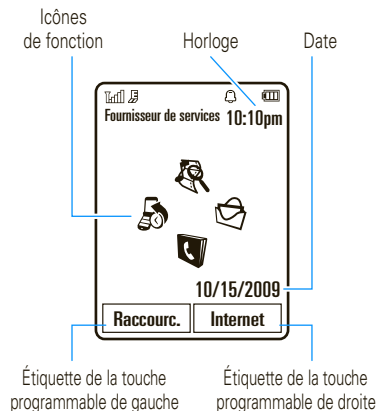 Icônes
de fonction
Horloge
Date
Fournisseur de services 10:10pm
10/15/2009
Raccourc. Internet
Étiquette de la touche
programmable de gauche
Étiquette de la touche
programmable de droite